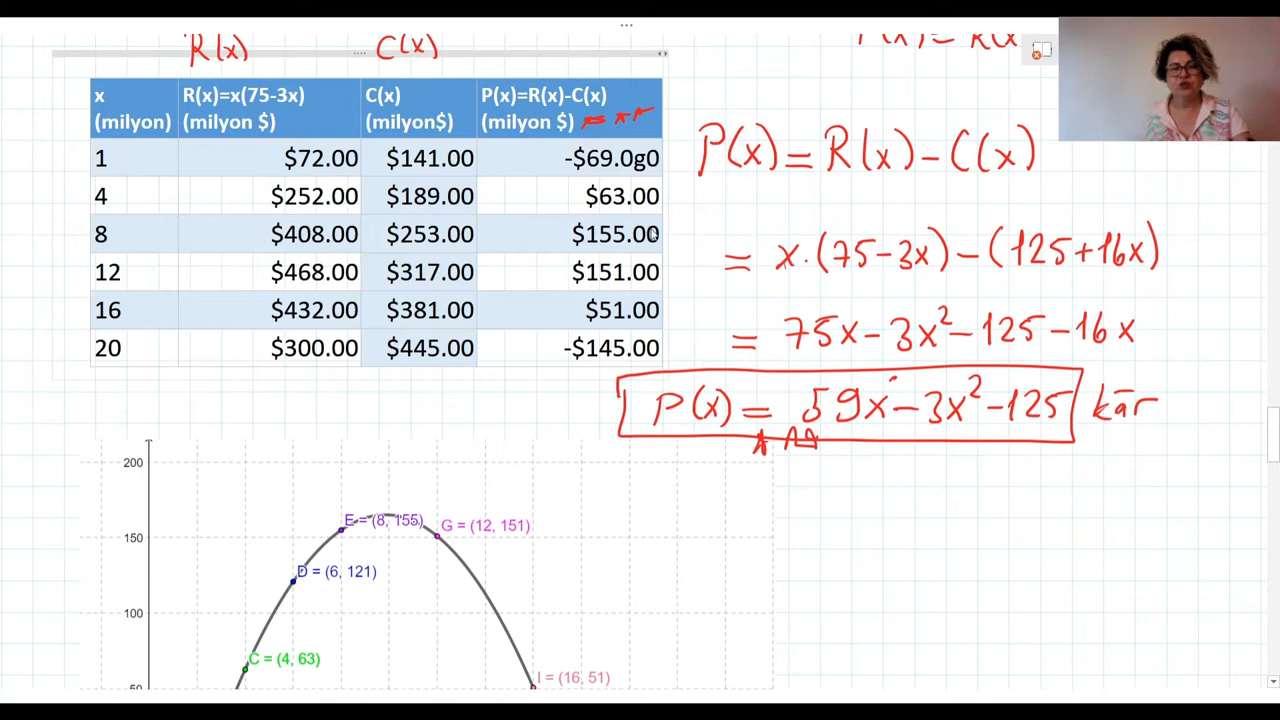 R(x) C(x)
x (milyon) R(x)=x(75-3x) (milyon $) C(x) (milyon$) P(x)=R(x)-C(x) (milyon $)
1 $72.00 $141.00 -$69.0g0
4 $252.00 $189.00 $63.00
8 $408.00 $253.00 $155.00
12 $468.00 $317.00 $151.00
16 $432.00 $381.00 $51.00
20 $300.00 $445.00 -$145.00
P(x) = R(x) - C(x)
= x.(75-3x) - (125+16x)
= 75x - 3x² - 125 - 16x
P(x) = 59x - 3x² - 125 kâr
200
E = (8, 155) G = (12, 151)
150
D = (6, 121)
100
C = (4, 63)
I = (16, 51)
50